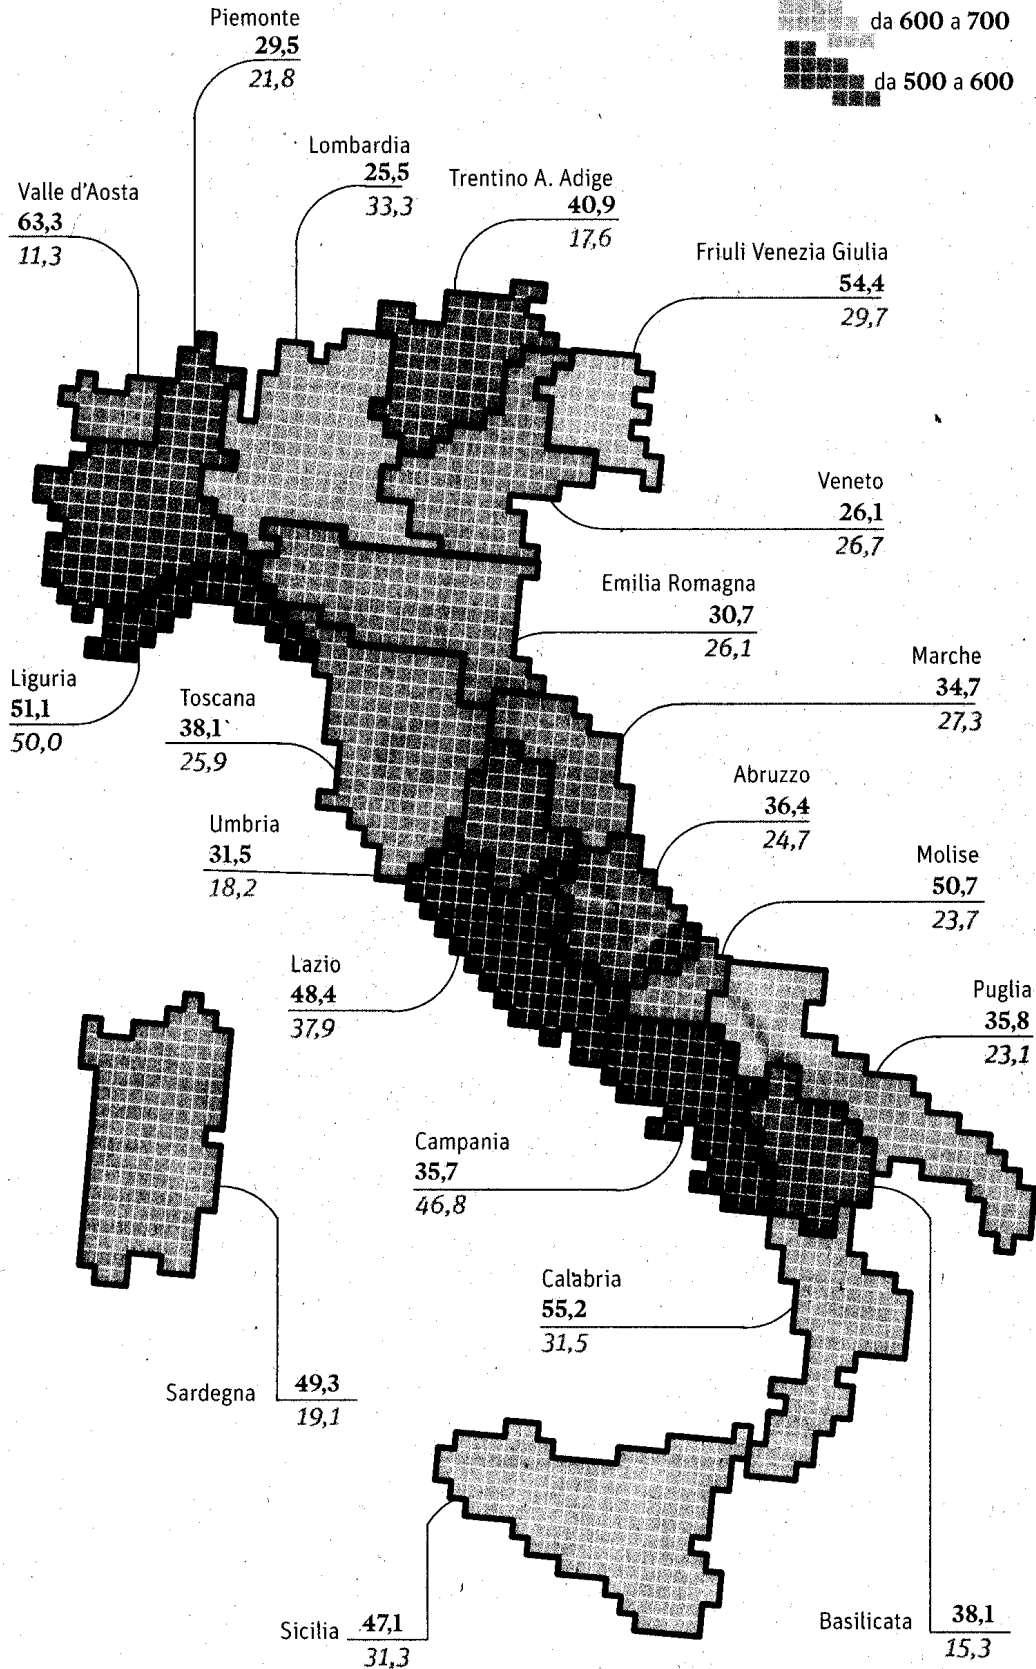 da 600 a 700
da 500 a 600
Piemonte
29,5
21,8
Lombardia
25,5
33,3
Trentino A. Adige
40,9
17,6
Valle d'Aosta
63,3
11,3
Friuli Venezia Giulia
54,4
29,7
Veneto
26,1
26,7
Emilia Romagna
30,7
26,1
Marche
34,7
27,3
Liguria
51,1
50,0
Toscana
38,1
25,9
Abruzzo
36,4
24,7
Umbria
31,5
18,2
Molise
50,7
23,7
Lazio
48,4
37,9
Puglia
35,8
23,1
Campania
35,7
46,8
Calabria
55,2
31,5
Sardegna
49,3
19,1
Sicilia
47,1
31,3
Basilicata
38,1
15,3